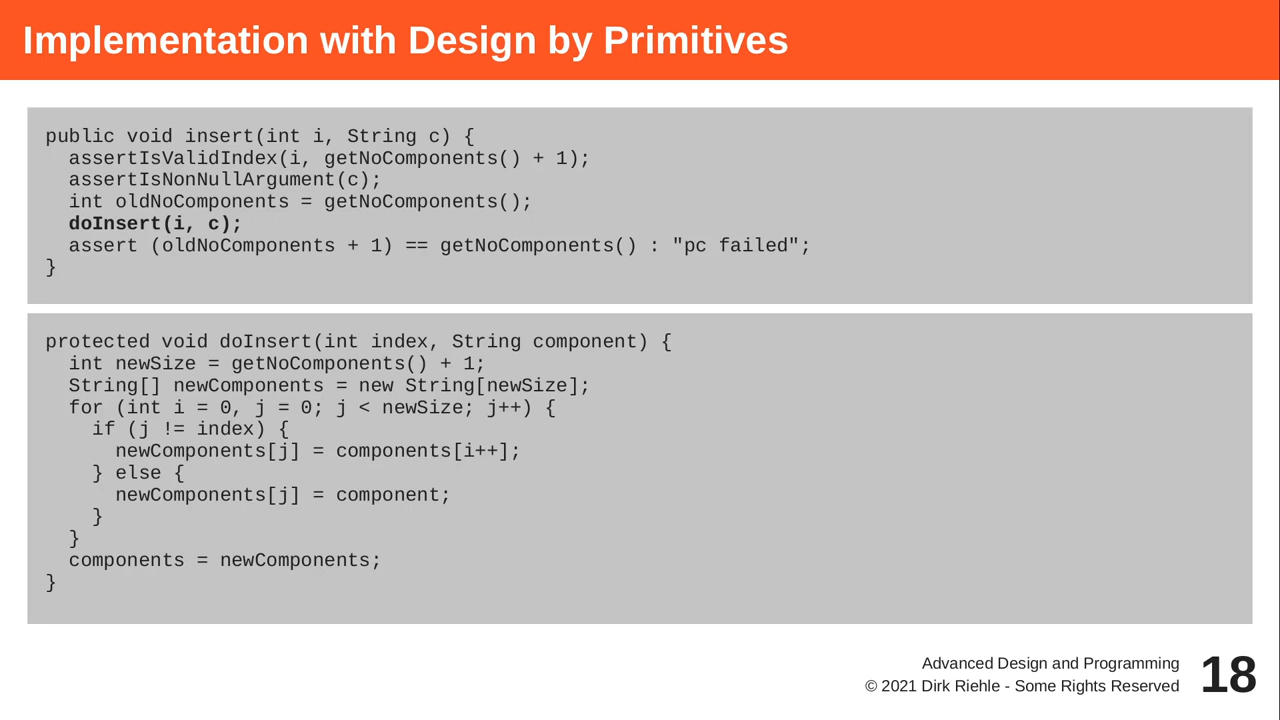 Implementation with Design by Primitives
public void insert(int i, String c) {
  assertIsValidIndex(i, getNoComponents() + 1);
  assertIsNonNullArgument(c);
  int oldNoComponents = getNoComponents();
  doInsert(i, c);
  assert (oldNoComponents + 1) == getNoComponents() : "pc failed";
}
protected void doInsert(int index, String component) {
  int newSize = getNoComponents() + 1;
  String[] newComponents = new String[newSize];
  for (int i = 0, j = 0; j < newSize; j++) {
    if (j != index) {
      newComponents[j] = components[i++];
    } else {
      newComponents[j] = component;
    }
  }
  components = newComponents;
}
Advanced Design and Programming
© 2021 Dirk Riehle - Some Rights Reserved
18